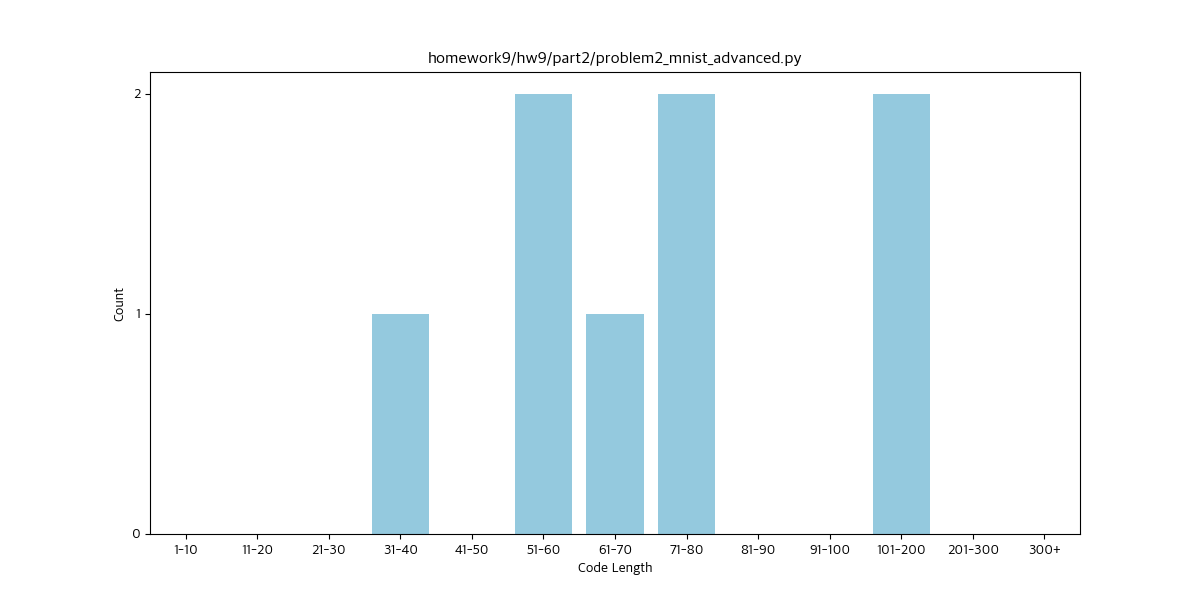 homework9/hw9/part2/problem2_mnist_advanced.py
2
1
0
Count
1-10 11-20 21-30 31-40 41-50 51-60 61-70 71-80 81-90 91-100 101-200 201-300 300+
Code Length